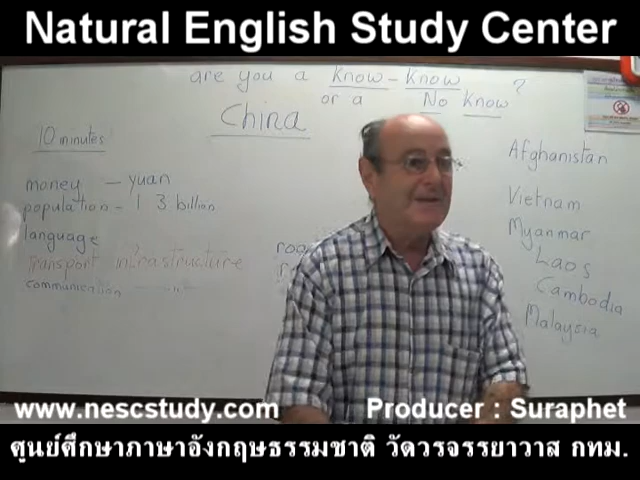 Natural English Study Center
are you a know - know ?
or a No know
China
10 minutes
money - yuan
population - 1 3 billion
language
transport infrastructure
communication
roa
Afghanistan
Vietnam
Myanmar
Laos
Cambodia
Malaysia
www.nescstudy.com
Producer : Suraphet
ศูนย์ศึกษาภาษาอังกฤษธรรมชาติ วัดวรจรรยาวาส กทม.